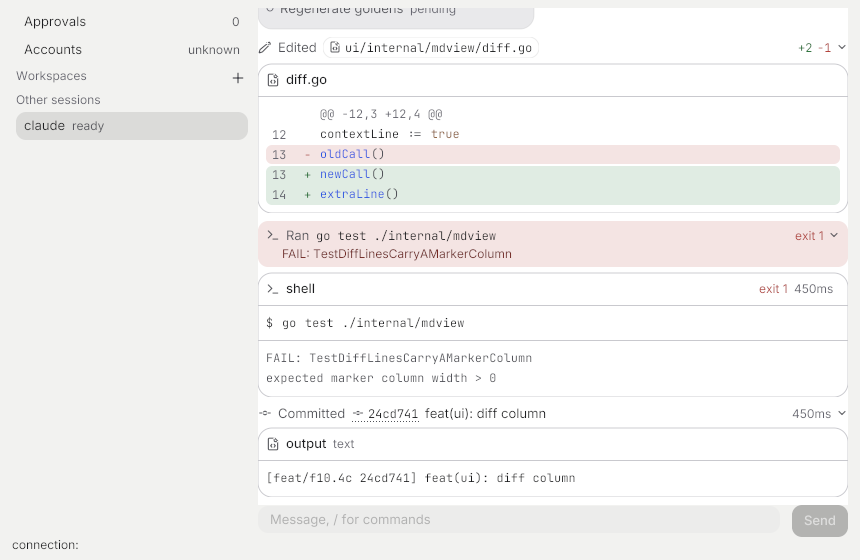 Approvals 0
Accounts unknown
Workspaces +
Other sessions
claude ready
connection:
Regenerate goldens pending
Edited ui/internal/mdview/diff.go +2 -1
diff.go
@@ -12,3 +12,4 @@
12 contextLine := true
13 - oldCall()
13 + newCall()
14 + extraLine()
Ran go test ./internal/mdview exit 1
FAIL: TestDiffLinesCarryAMarkerColumn
shell exit 1 450ms
$ go test ./internal/mdview
FAIL: TestDiffLinesCarryAMarkerColumn
expected marker column width > 0
Committed 24cd741 feat(ui): diff column 450ms
output text
[feat/f10.4c 24cd741] feat(ui): diff column
Message, / for commands
Send